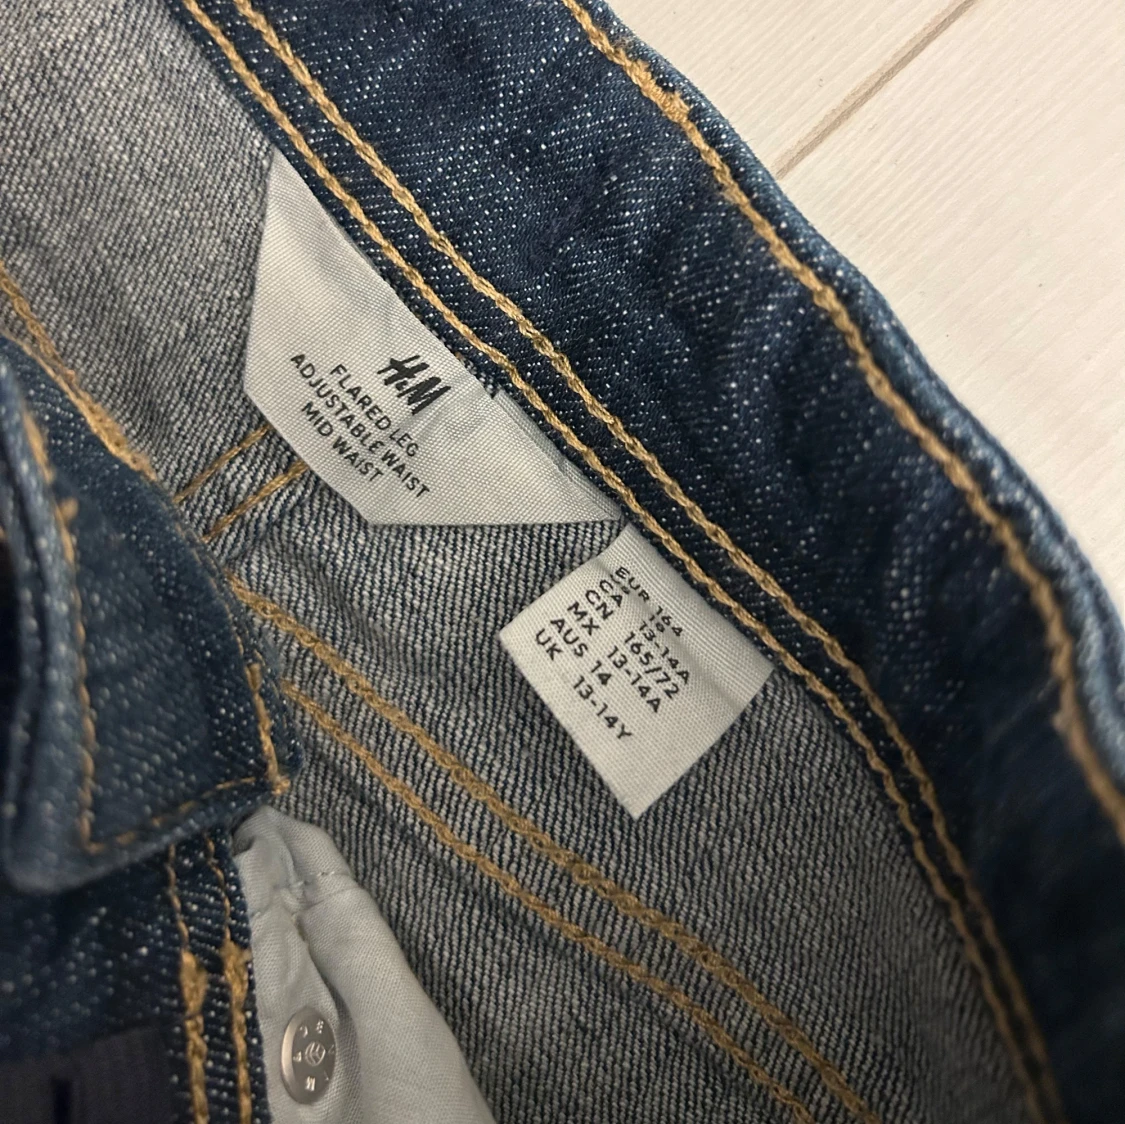 H&M
FLARED LEG
ADJUSTABLE WAIST
MID WAIST
EUR 164
13-14A
CN 165/72
MX 13-14A
AUS 14
UK 13-14Y